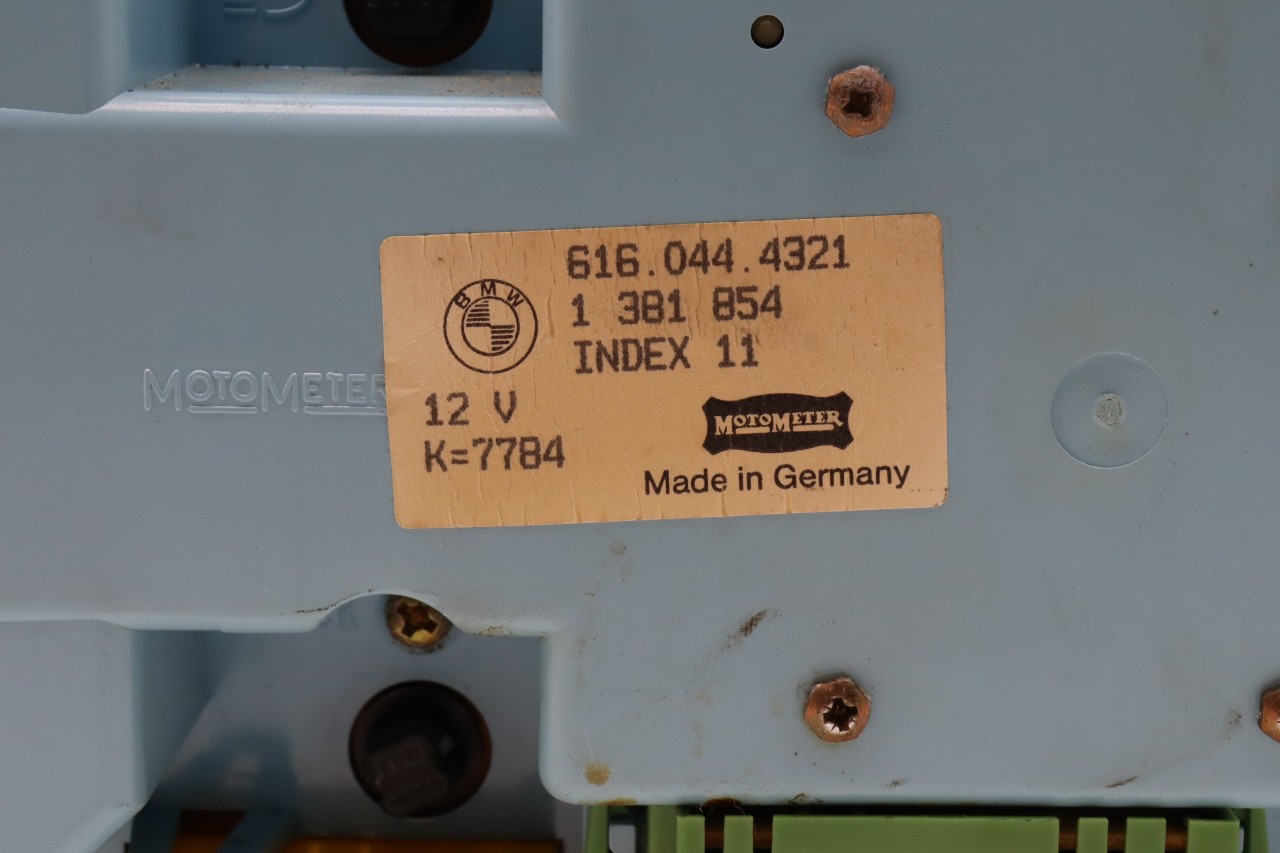 616.044.4321
BMW
1 381 854
INDEX 11
MOTOMETER
12 V
MOTOMETER
K=7784
Made in Germany